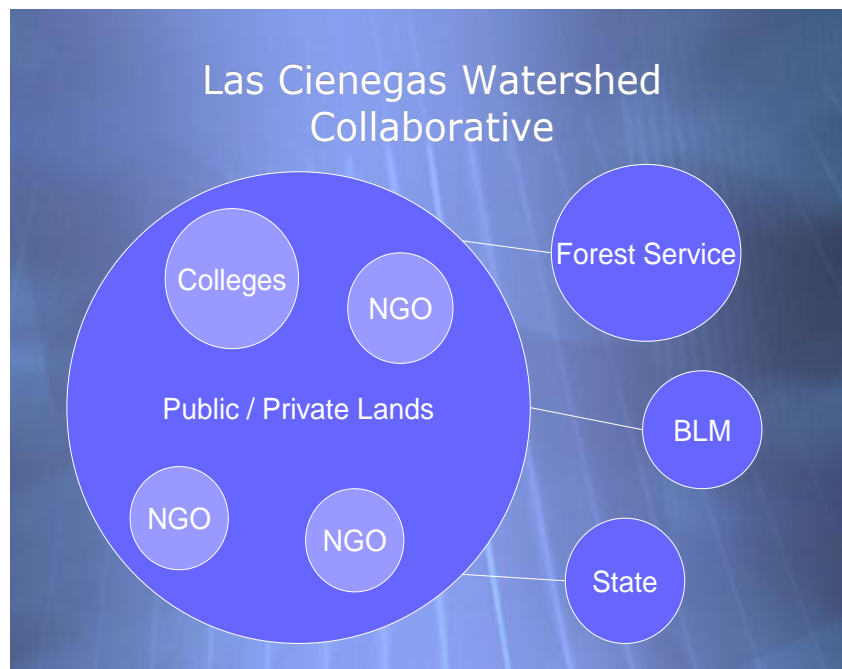 Las Cienegas Watershed
Collaborative
Forest Service
Colleges
NGO
Public / Private Lands
BLM
NGO
NGO
State